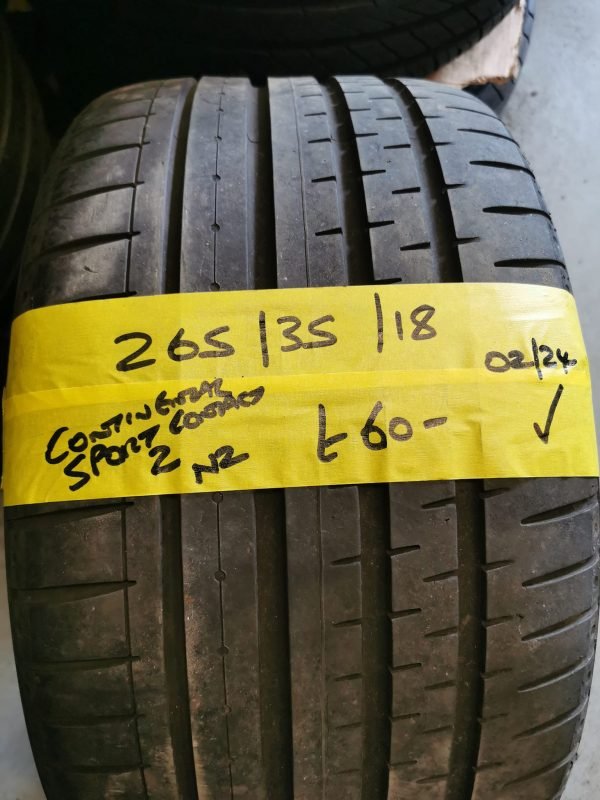 265/35/18
02/24
CONTINENTAL
SPORT CONTACT
2 N2
£60-